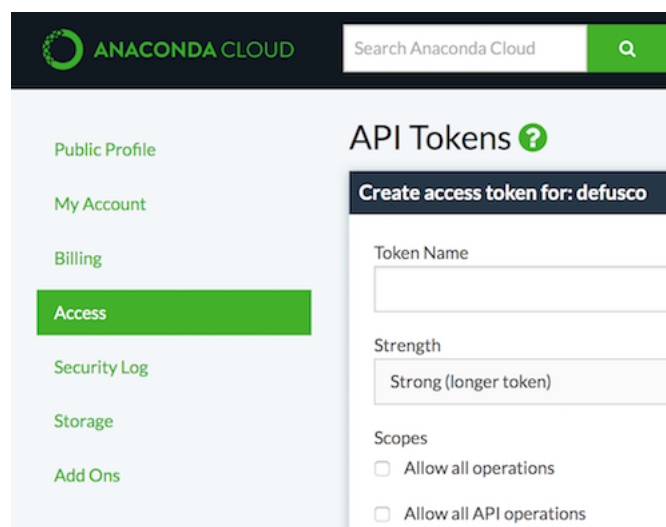 ANACONDA CLOUD
Search Anaconda Cloud
Public Profile
My Account
Billing
Access
Security Log
Storage
Add Ons
API Tokens ?
Create access token for: defusco
Token Name
Strength
Strong (longer token)
Scopes
Allow all operations
Allow all API operations